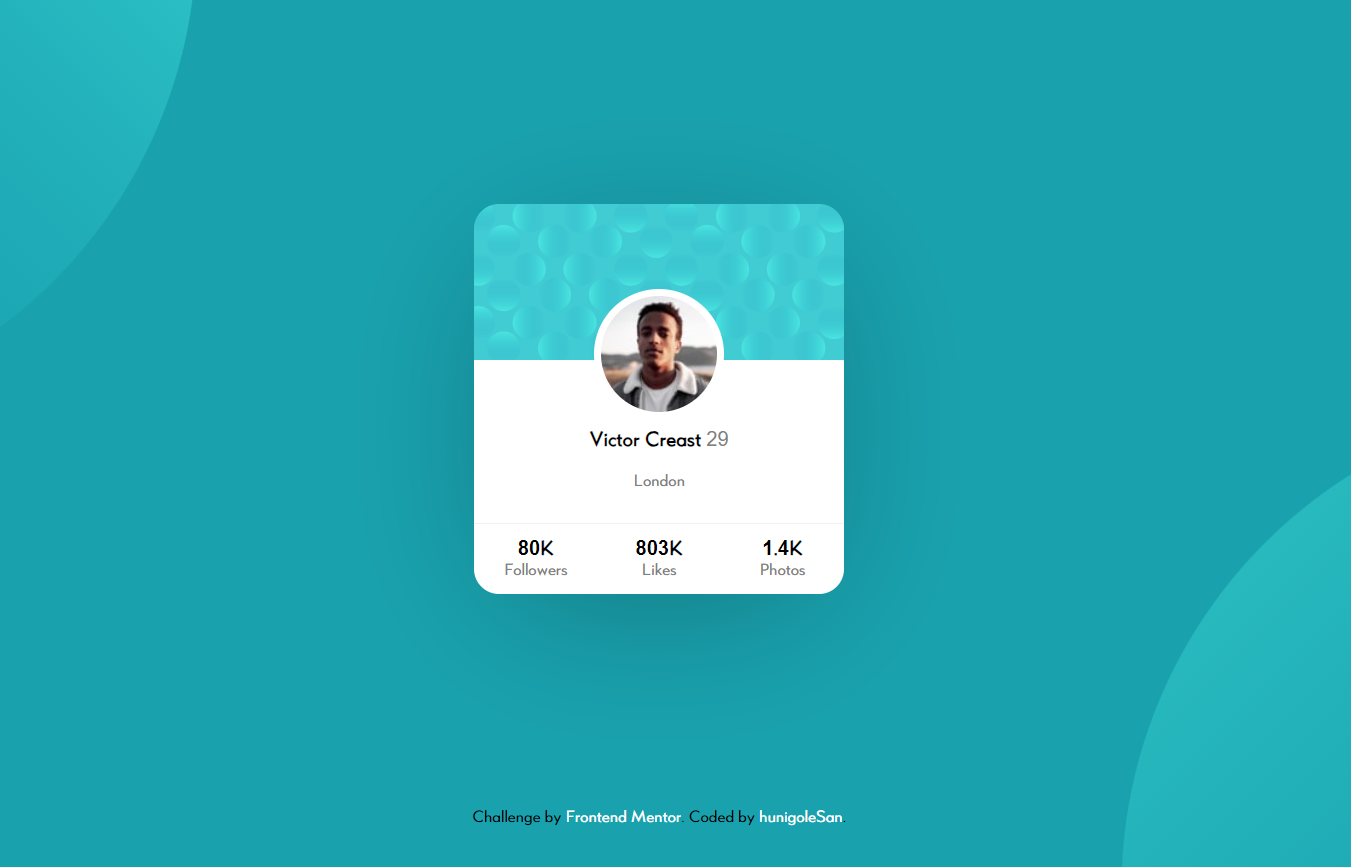 Victor Creast 29
London
80K 803K 1.4K
Followers Likes Photos
Challenge by Frontend Mentor. Coded by hunigoleSan.